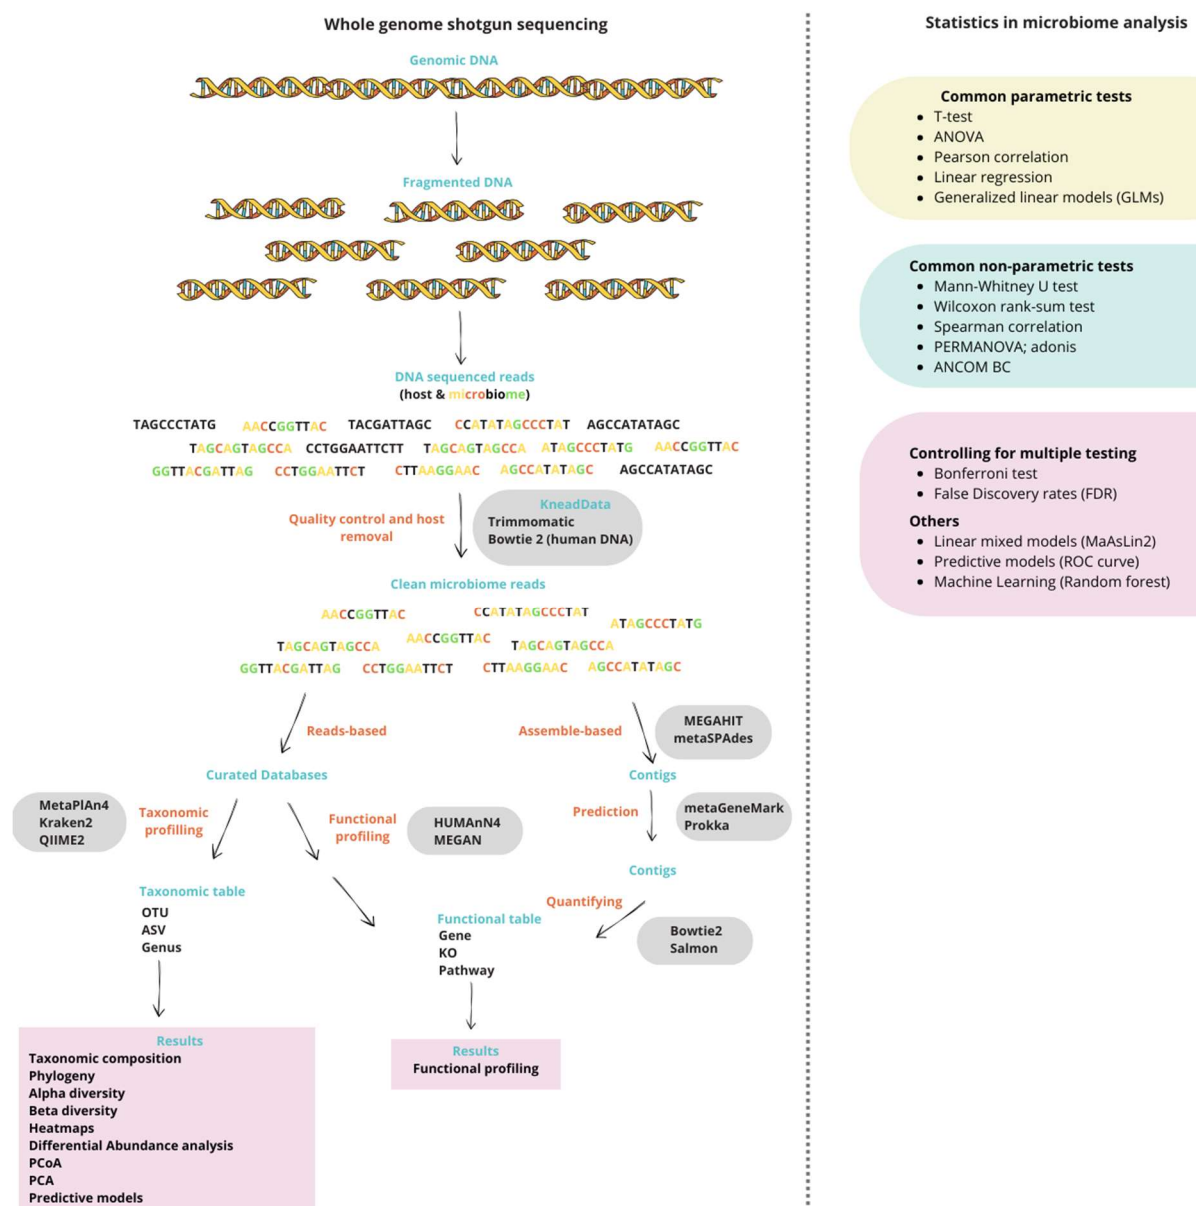 Whole genome shotgun sequencing
Genomic DNA
Fragmented DNA
DNA sequenced reads
(host & microbiome)
TAGCCCTATG AACCGGTTAC TACGATTAGC CCATATAGCCCTAT AGCCATATAGC
TAGCAGTAGCCA CCTGGAATTCTT TAGCAGTAGCCA ATAGCCCTATG AACCGGTTAC
GGTTACGATTAG CCTGGAATTCT CTTAAGGAAC AGCCATATAGC AGCCATATAGC
Quality control and host
removal
KneadData
Trimmomatic
Bowtie 2 (human DNA)
Clean microbiome reads
AACCGGTTAC CCATATAGCCCTAT
ATAGCCCTATG
TAGCAGTAGCCA AACCGGTTAC TAGCAGTAGCCA
GGTTACGATTAG CCTGGAATTCT CTTAAGGAAC AGCCATATAGC
Reads-based
Assemble-based
MEGAHIT
metaSPAdes
Curated Databases
Contigs
MetaPlAn4
Kraken2
QIIME2
Taxonomic
profilling
Functional
profiling
HUMAnN4
MEGAN
Prediction
metaGeneMark
Prokka
Contigs
Taxonomic table
OTU
ASV
Genus
Quantifying
Functional table
Gene
KO
Pathway
Bowtie2
Salmon
Results
Taxonomic composition
Phylogeny
Alpha diversity
Beta diversity
Heatmaps
Differential Abundance analysis
PCoA
PCA
Predictive models
Results
Functional profiling
Statistics in microbiome analysis
Common parametric tests
• T-test
• ANOVA
• Pearson correlation
• Linear regression
• Generalized linear models (GLMs)
Common non-parametric tests
• Mann-Whitney U test
• Wilcoxon rank-sum test
• Spearman correlation
• PERMANOVA; adonis
• ANCOM BC
Controlling for multiple testing
• Bonferroni test
• False Discovery rates (FDR)
Others
• Linear mixed models (MaAsLin2)
• Predictive models (ROC curve)
• Machine Learning (Random forest)